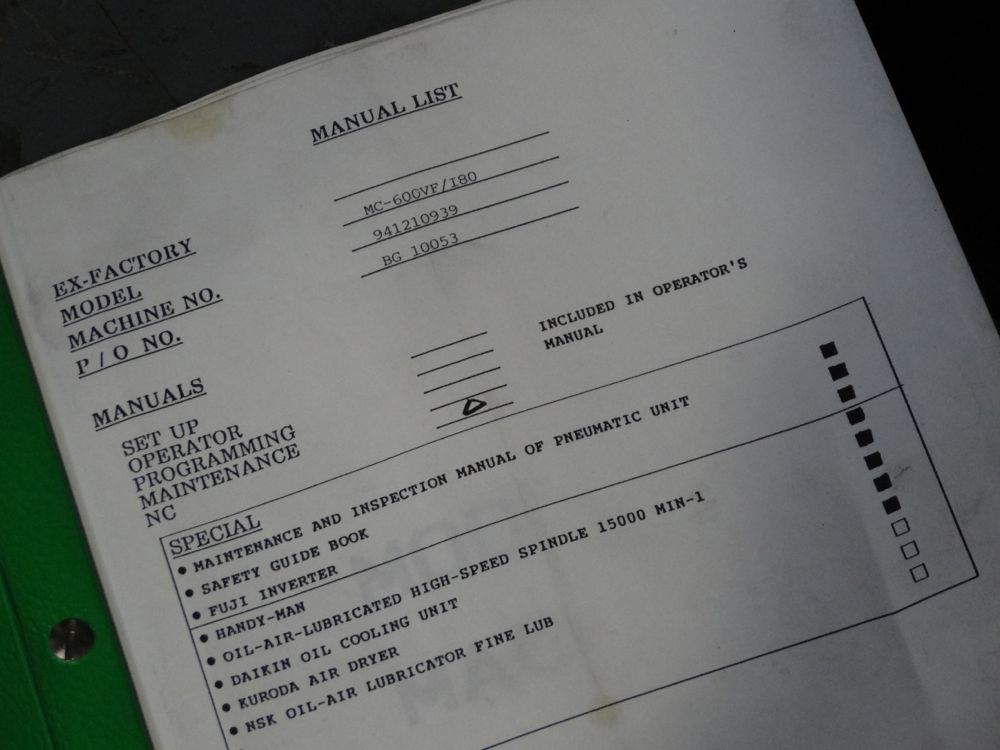 MANUAL LIST
EX-FACTORY
MODEL MC-600VF/180
MACHINE NO. 941210939
P / O NO. BG 10053
MANUALS
SET UP
OPERATOR INCLUDED IN OPERATOR'S
PROGRAMMING MANUAL
MAINTENANCE
NC
SPECIAL
• MAINTENANCE AND INSPECTION MANUAL OF PNEUMATIC UNIT ■
• SAFETY GUIDE BOOK ■
• FUJI INVERTER ■
• HANDY-MAN ■
• OIL-AIR-LUBRICATED HIGH-SPEED SPINDLE 15000 MIN-1 ■
• DAIKIN OIL COOLING UNIT ■
• KURODA AIR DRYER ■
• NSK OIL-AIR LUBRICATOR FINE LUB ■